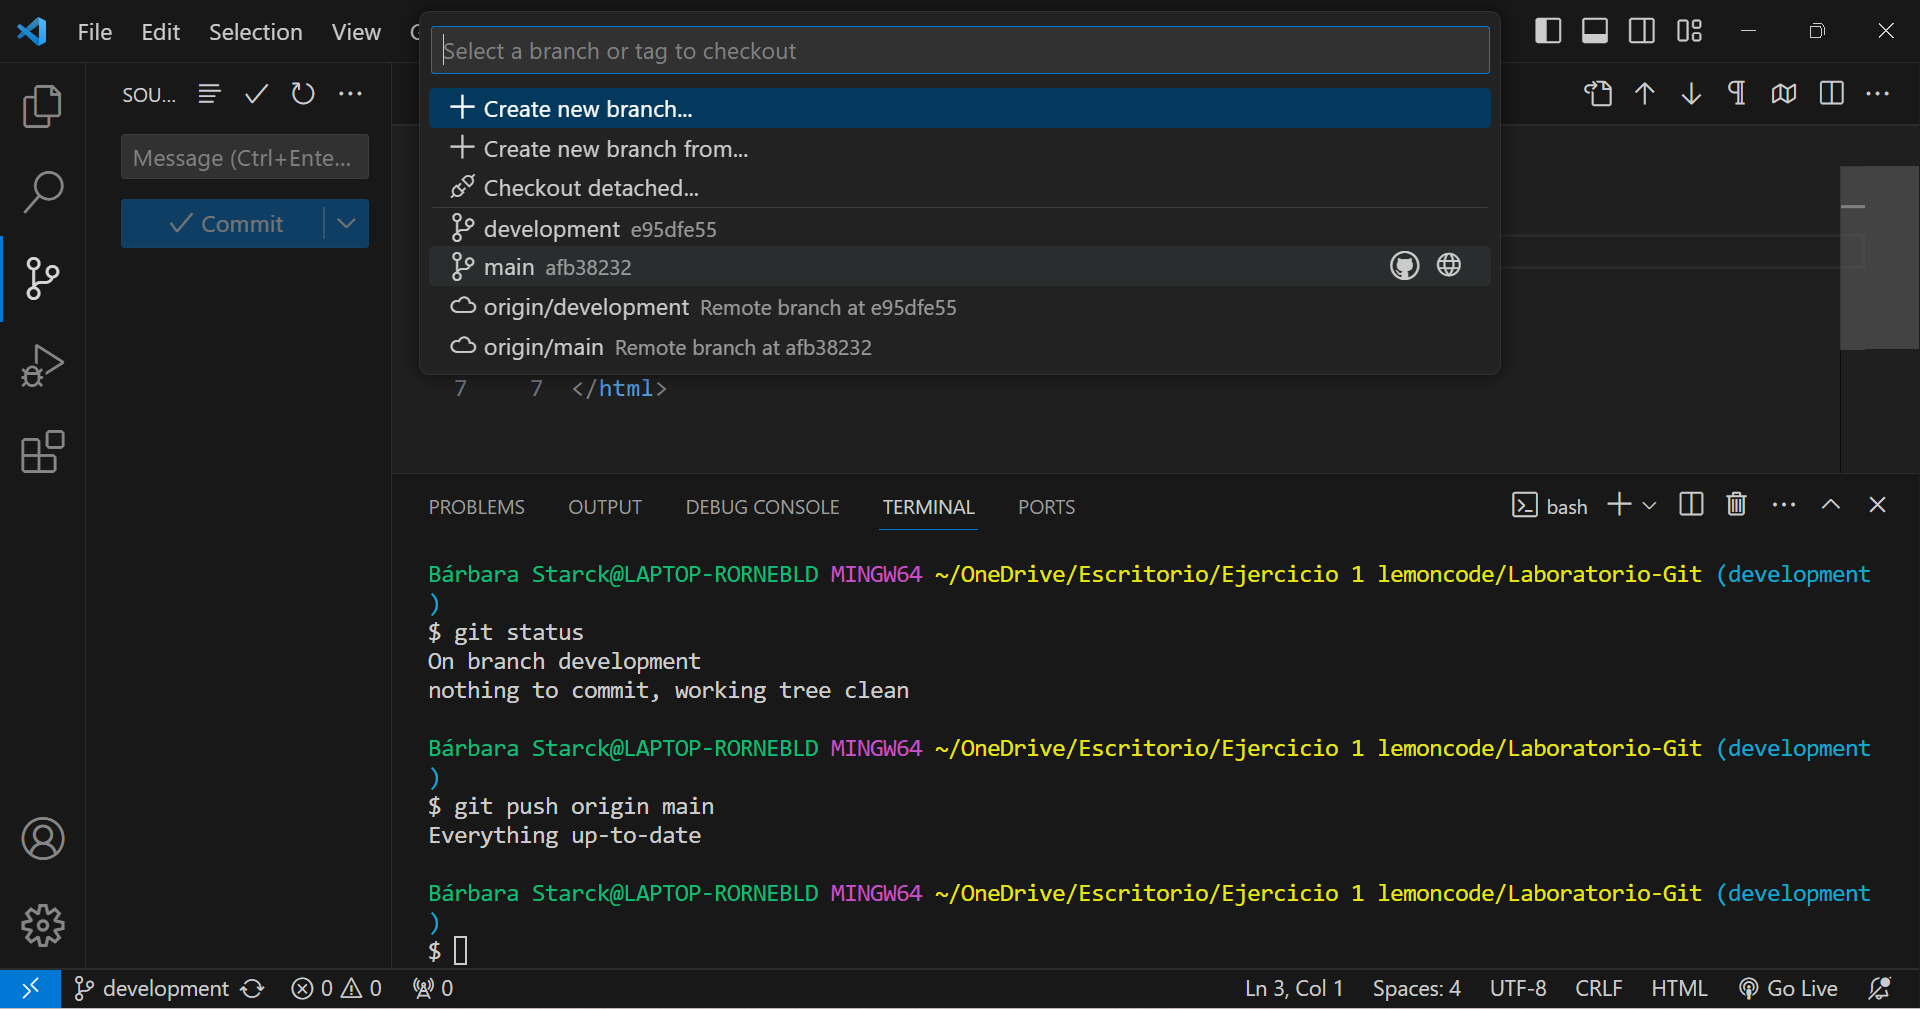 File Edit Selection View
Select a branch or tag to checkout
Create new branch...
Create new branch from...
Checkout detached...
development e95dfe55
main afb38232
origin/development Remote branch at e95dfe55
origin/main Remote branch at afb38232
SOU...
Message (Ctrl+Ente...
Commit
7 7 </html>
PROBLEMS OUTPUT DEBUG CONSOLE TERMINAL PORTS
bash
Bárbara Starck@LAPTOP-RORNEBLD MINGW64 ~/OneDrive/Escritorio/Ejercicio 1 lemoncode/Laboratorio-Git (development
)
$ git status
On branch development
nothing to commit, working tree clean
Bárbara Starck@LAPTOP-RORNEBLD MINGW64 ~/OneDrive/Escritorio/Ejercicio 1 lemoncode/Laboratorio-Git (development
)
$ git push origin main
Everything up-to-date
Bárbara Starck@LAPTOP-RORNEBLD MINGW64 ~/OneDrive/Escritorio/Ejercicio 1 lemoncode/Laboratorio-Git (development
)
$
development 0 0 0 Ln 3, Col 1 Spaces: 4 UTF-8 CRLF HTML Go Live